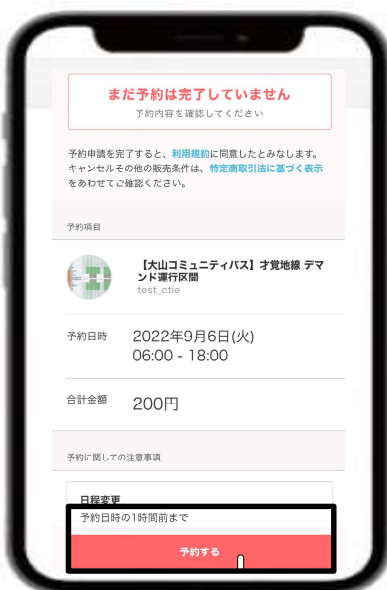 まだ予約は完了していません
予約内容を確認してください
予約申請を完了すると、利用規約に同意したとみなします。
キャンセルその他の販売条件は、特定商取引法に基づく表示
をあわせてご確認ください。
予約項目
【大山コミュニティバス】才覚地線 デマ
ンド運行区間
test_ctie
予約日時
2022年9月6日(火)
06:00 - 18:00
合計金額
200円
予約に関しての注意事項
日程変更
予約日時の1時間前まで
予約する